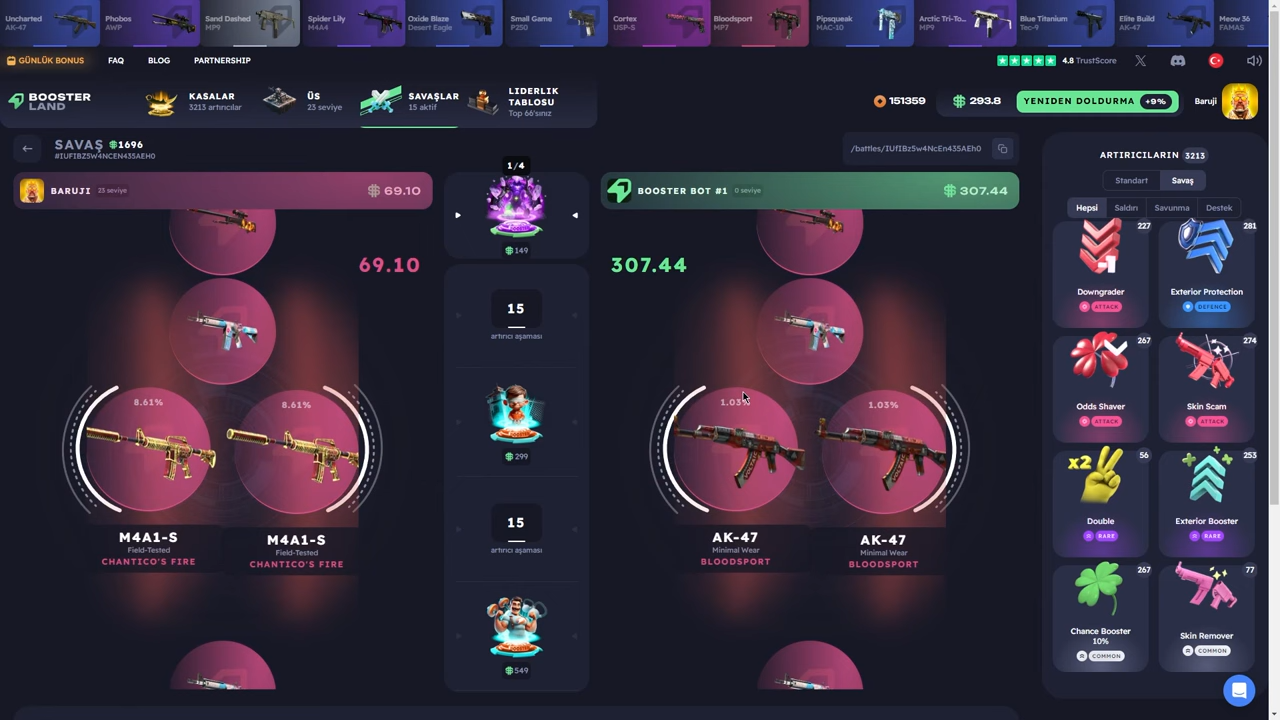 Uncharted
AK-47
Phobos
AWP
Sand Dashed
MP9
Spider Lily
M4A4
Oxide Blaze
Desert Eagle
Small Game
P250
Cortex
USP-S
Bloodsport
MP7
Pipsqueak
MAC-10
Arctic Tri-To...
MP9
Blue Titanium
Tec-9
Elite Build
AK-47
Meow 36
FAMAS
GÜNLÜK BONUS
FAQ
BLOG
PARTNERSHIP
4.8 TrustScore
BOOSTER
LAND
KASALAR
3213 artırıcılar
ÜS
23 seviye
SAVAŞLAR
15 aktif
LIDERLIK
TABLOSU
Top 66'sınız
151359
293.8
YENIDEN DOLDURMA +9%
Baruji
SAVAŞ 1696
#IUFIBZ5W4NCEN435AEH0
/battles/IUfIBz5w4NcEn435AEh0
BARUJI 23 seviye 69.10
1/4
149
BOOSTER BOT #1 0 seviye 307.44
69.10
307.44
15
artırıcı aşaması
299
15
artırıcı aşaması
549
8.61%
8.61%
M4A1-S
Field-Tested
CHANTICO'S FIRE
M4A1-S
Field-Tested
CHANTICO'S FIRE
1.03%
1.03%
AK-47
Minimal Wear
BLOODSPORT
AK-47
Minimal Wear
BLOODSPORT
ARTIRICILARIN 3213
Standart Savaş
Hepsi Saldırı Savunma Destek
227
Downgrader
ATTACK
281
Exterior Protection
DEFENCE
267
Odds Shaver
ATTACK
274
Skin Scam
ATTACK
56
x2
Double
RARE
253
Exterior Booster
RARE
267
Chance Booster
10%
COMMON
77
Skin Remover
COMMON